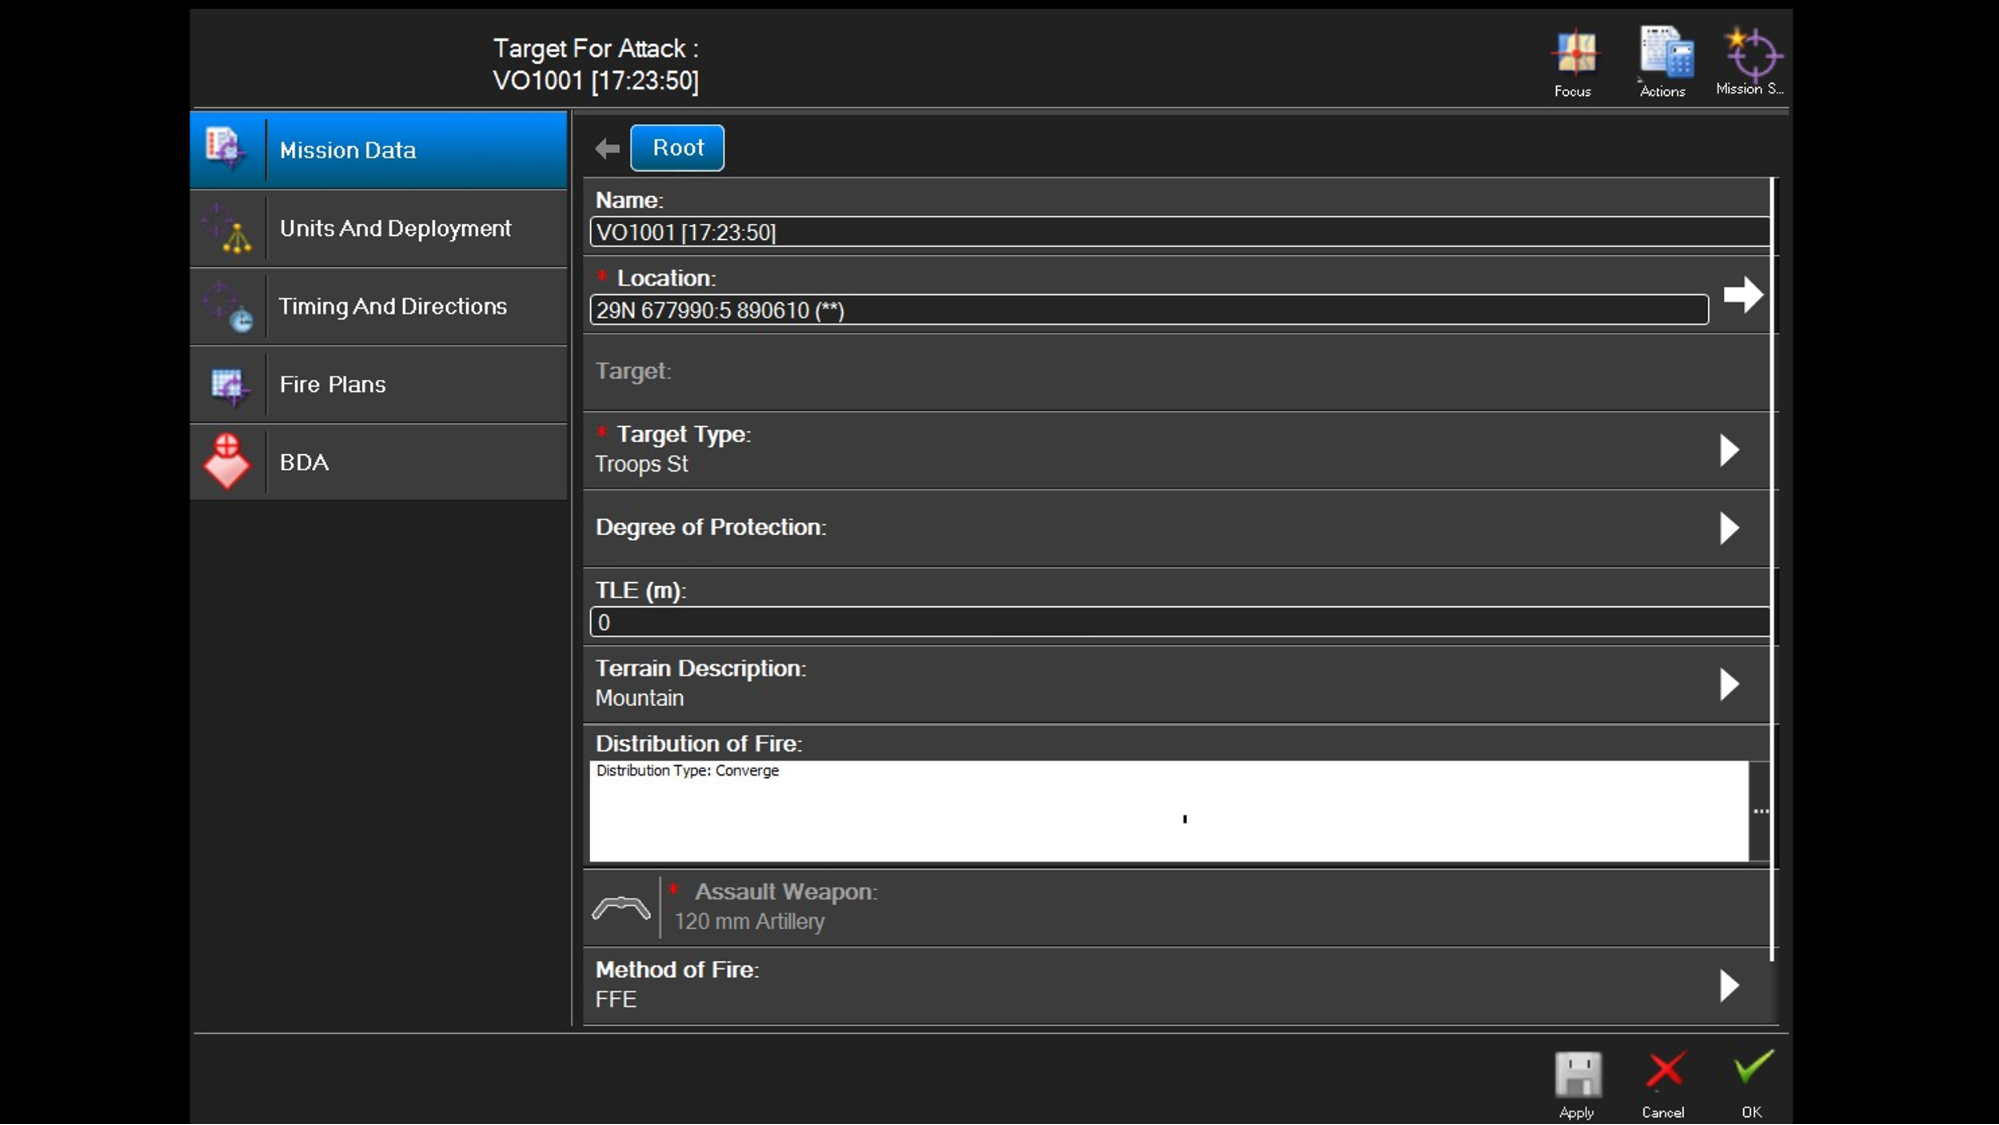 Target For Attack :
VO1001 [17:23:50]
Focus
Actions
Mission S...
Mission Data
Units And Deployment
Timing And Directions
Fire Plans
BDA
Root
Name:
VO1001 [17:23:50]
* Location:
29N 677990:5 890610 (**)
Target:
* Target Type:
Troops St
Degree of Protection:
TLE (m):
0
Terrain Description:
Mountain
Distribution of Fire:
Distribution Type: Converge
...
* Assault Weapon:
120 mm Artillery
Method of Fire:
FFE
Apply
Cancel
OK